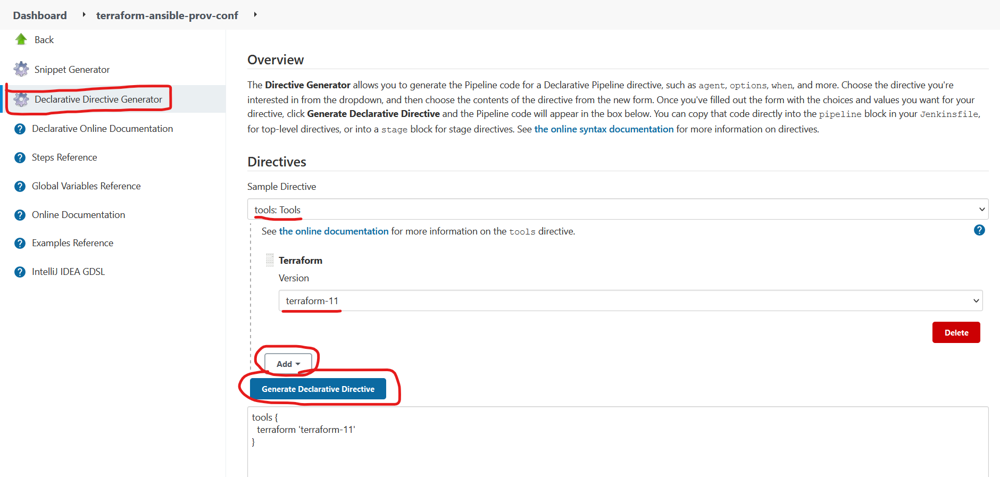 Dashboard terraform-ansible-prov-conf
Back
Snippet Generator
Declarative Directive Generator
Declarative Online Documentation
Steps Reference
Global Variables Reference
Online Documentation
Examples Reference
IntelliJ IDEA GDSL
Overview
The Directive Generator allows you to generate the Pipeline code for a Declarative Pipeline directive, such as agent, options, when, and more. Choose the directive you're
interested in from the dropdown, and then choose the contents of the directive from the new form. Once you've filled out the form with the choices and values you want for your
directive, click Generate Declarative Directive and the Pipeline code will appear in the box below. You can copy that code directly into the pipeline block in your Jenkinsfile,
for top-level directives, or into a stage block for stage directives. See the online syntax documentation for more information on directives.
Directives
Sample Directive
tools: Tools
See the online documentation for more information on the tools directive.
?
Terraform
Version
terraform-11
Delete
Add
Generate Declarative Directive
tools {
  terraform 'terraform-11'
}